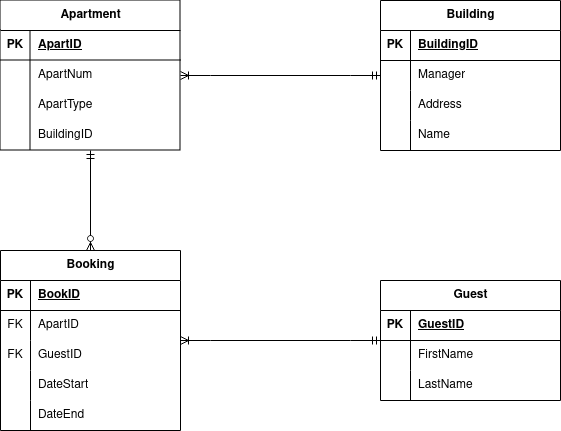 Apartment
PK ApartID
ApartNum
ApartType
BuildingID
Building
PK BuildingID
Manager
Address
Name
Booking
PK BookID
FK ApartID
FK GuestID
DateStart
DateEnd
Guest
PK GuestID
FirstName
LastName